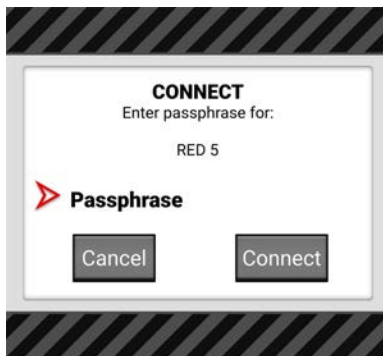 CONNECT
Enter passphrase for:
RED 5
Passphrase
Cancel Connect